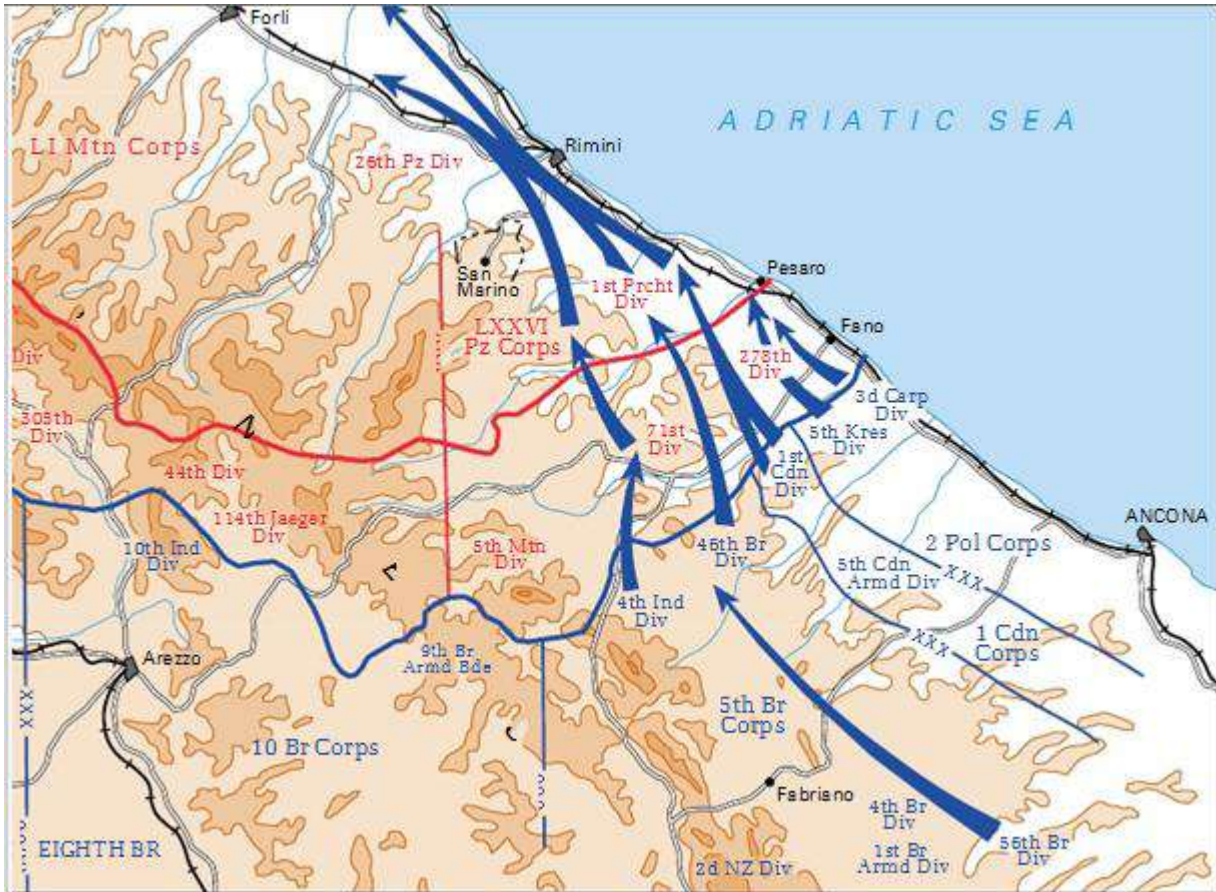 Forli
ADRIATIC SEA
LI Mtn Corps
26th Pz Div
Rimini
San
Marino
1st Prcht
Div
Pesaro
LXXVI
Pz Corps
Fano
278th
Div
Div
305th
Div
N
3d Carp
Div
71st
Div
5th Kres
Div
44th Div
1st
Cdn
Div
114th Jaeger
Div
ANCONA
10th Ind
Div
5th Mtn
Div
46th Br Div
2 Pol Corps
XXX
5th Cdn
Armd Div
4th Ind
Div
1 Cdn
Corps
XXX
Arezzo
9th Br
Armd Bde
XXX
5th Br
Corps
10 Br Corps
Fabriano
4th Br
Div
EIGHTH BR
2d NZ Div
1st Br
Armd Div
56th Br
Div